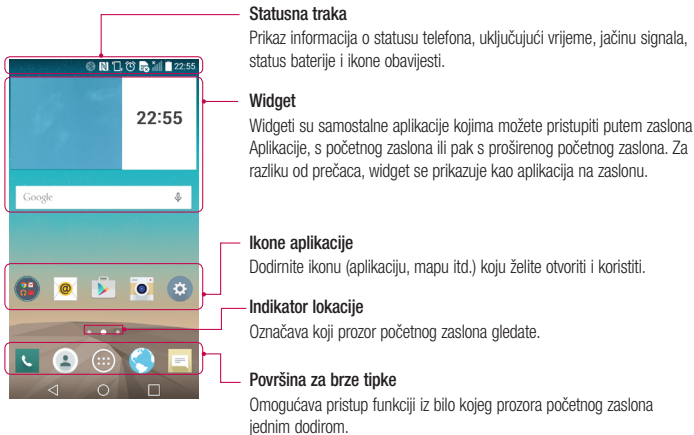 Statusna traka
Prikaz informacija o statusu telefona, uključujući vrijeme, jačinu signala,
status baterije i ikone obavijesti.
22:55
Widget
Widgeti su samostalne aplikacije kojima možete pristupiti putem zaslona
Aplikacije, s početnog zaslona ili pak s proširenog početnog zaslona. Za
razliku od prečaca, widget se prikazuje kao aplikacija na zaslonu.
22:55
Google
Ikone aplikacije
Dodirnite ikonu (aplikaciju, mapu itd.) koju želite otvoriti i koristiti.
Indikator lokacije
Označava koji prozor početnog zaslona gledate.
Površina za brze tipke
Omogućava pristup funkciji iz bilo kojeg prozora početnog zaslona
jednim dodirom.